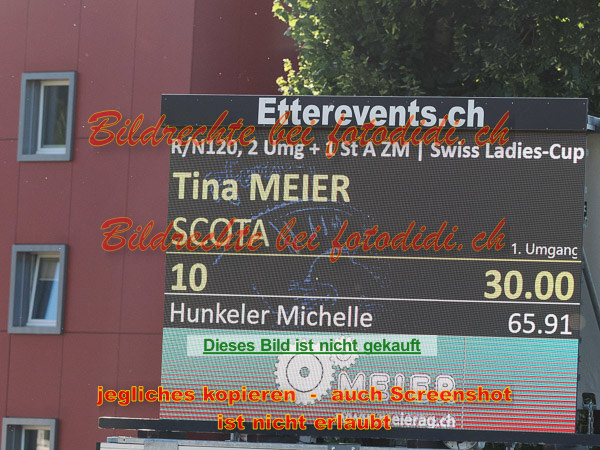 Etterevents.ch
Bildrechte bei fotodidi.ch
R/N120, 2 Umg + 1 St A ZM | Swiss Ladies-Cup
Tina MEIER
SCOTA
Bildrechte bei fotodidi.ch
1. Umgang
10 30.00
Hunkeler Michelle 65.91
Dieses Bild ist nicht gekauft
MEIER
jegliches kopieren - auch Screenshot
ist nicht erlaubt